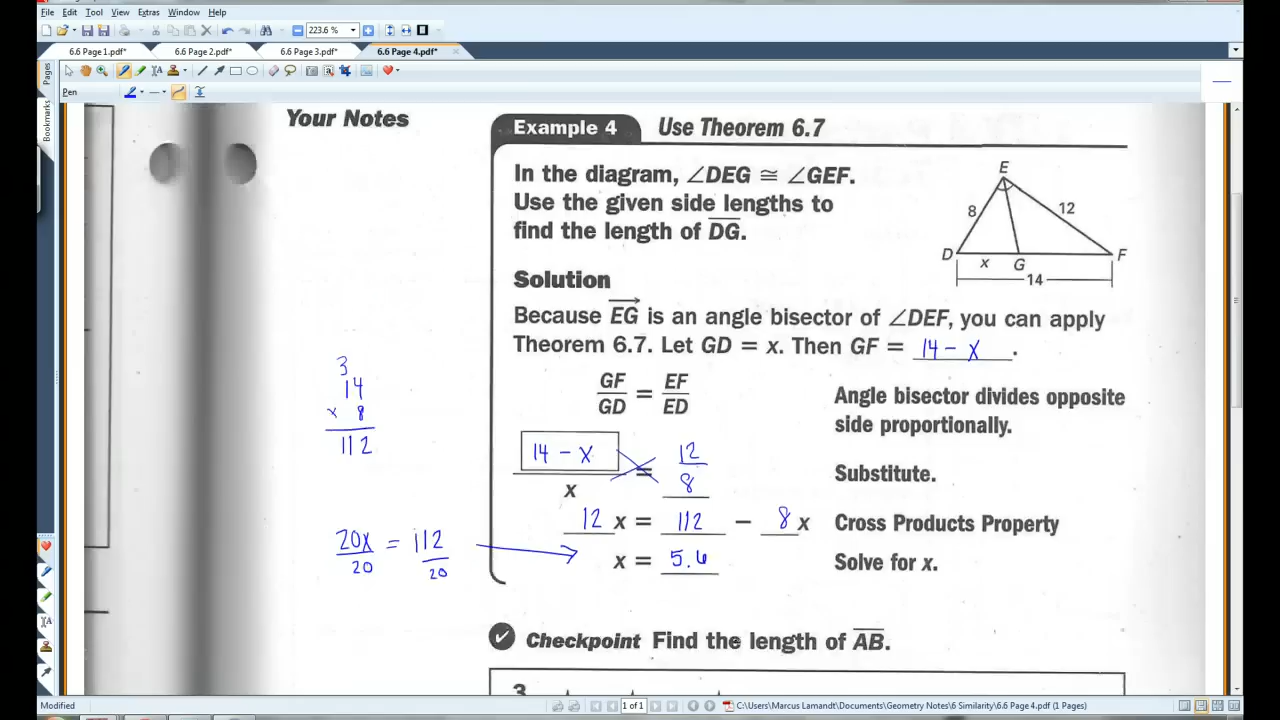 File Edit Tools View Extras Window Help
223.6 %
6.6 Page 1.pdf* 6.6 Page 2.pdf* 6.6 Page 3.pdf* 6.6 Page 4.pdf*
Pages
Pen
Bookmarks
Your Notes
Example 4 Use Theorem 6.7
In the diagram, ∠DEG ≅ ∠GEF.
Use the given side lengths to
find the length of DG.
E
8 12
D x G F
14
Solution
Because EG is an angle bisector of ∠DEF, you can apply
Theorem 6.7. Let GD = x. Then GF = 14 - x.
3
14
x 8
112
GF/GD = EF/ED
Angle bisector divides opposite
side proportionally.
14 - x / x = 12 / 8 Substitute.
12 x = 112 - 8 x Cross Products Property
x = 5.6 Solve for x.
20x = 112
20 20
Checkpoint Find the length of AB.
3.
Modified 1 of 1 C:\Users\Marcus Lamandt\Documents\Geometry Notes\6 Similarity\6.6 Page 4.pdf (1 Pages)